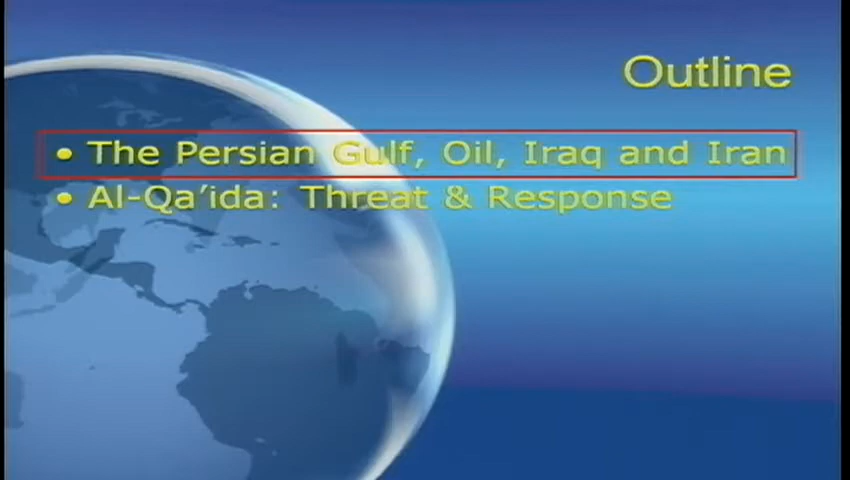 Outline
• The Persian Gulf, Oil, Iraq and Iran
• Al-Qa’ida: Threat & Response